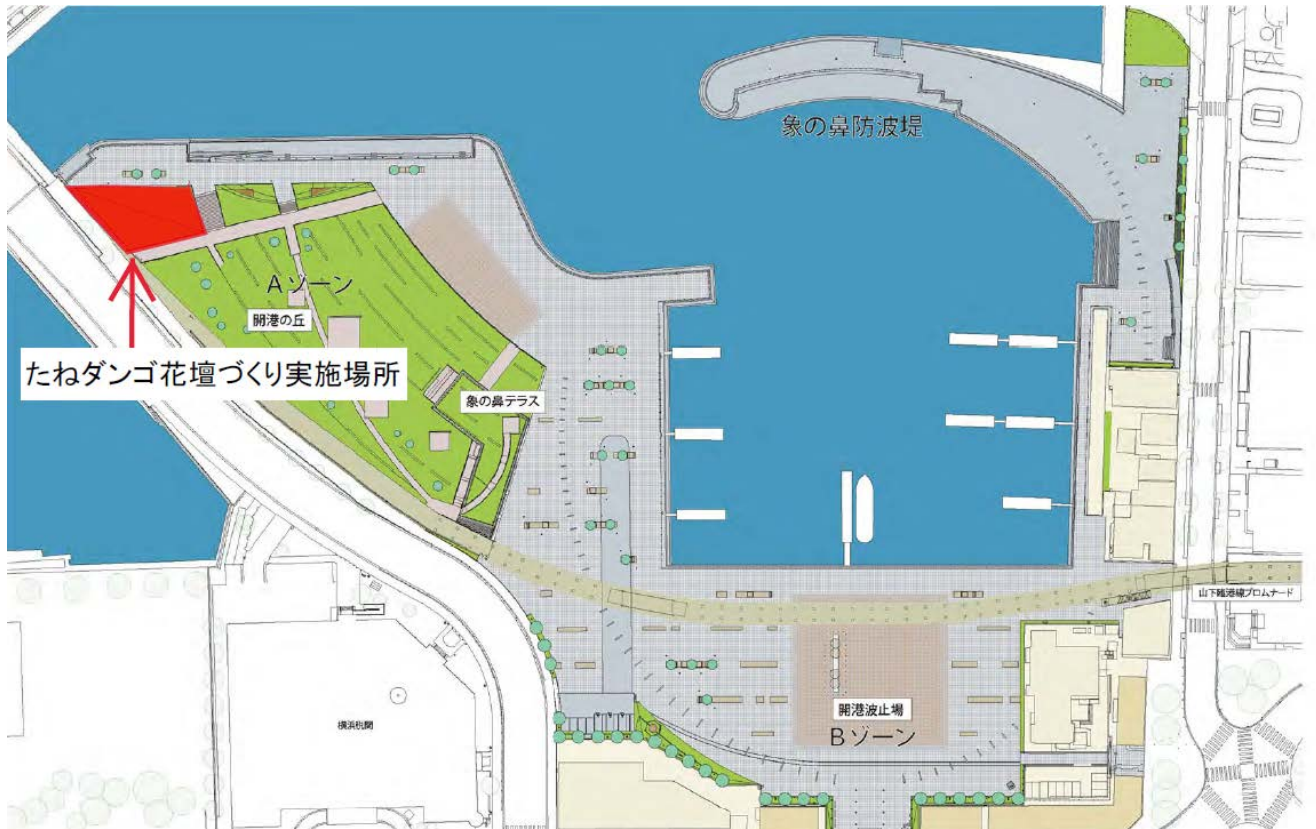 象の鼻防波堤
Aゾーン
開港の丘
たねダンゴ花壇づくり実施場所
象の鼻テラス
山下臨港線プロムナード
横浜税関
開港波止場
Bゾーン